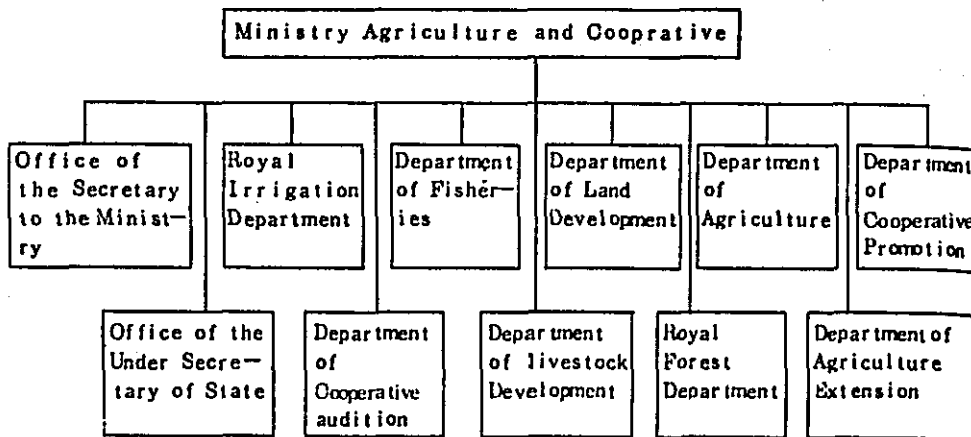 Ministry Agriculture and Cooprative
Office of
the Secretary
to the Minist-
ry
Royal
Irrigation
Department
Department
of Fisher-
ies
Department
of Land
Development
Department
of
Agriculture
Department
of
Cooperative
Promotion
Office of the
Under Secre-
tary of State
Department
of
Cooperative
audition
Department
of livestock
Development
Royal
Forest
Department
Department of
Agriculture
Extension